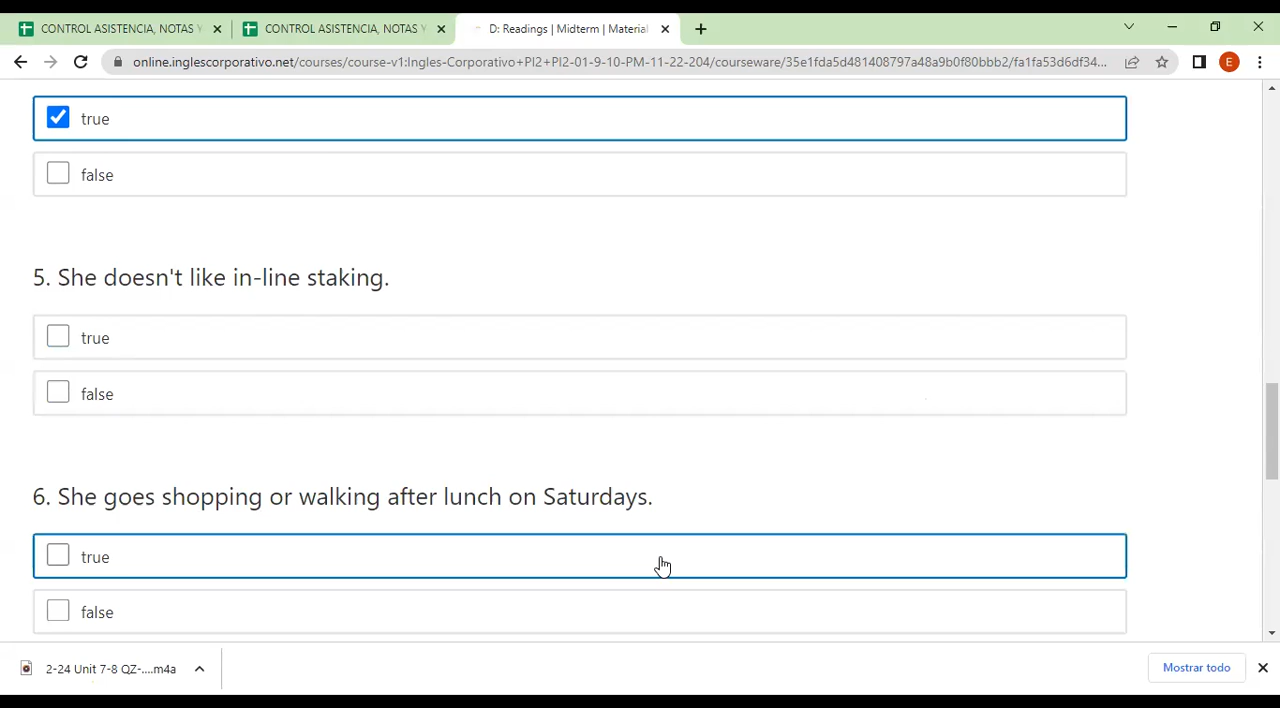 CONTROL ASISTENCIA, NOTAS Y
CONTROL ASISTENCIA, NOTAS Y
D: Readings | Midterm | Material
online.inglescorporativo.net/courses/course-v1:Ingles-Corporativo+PI2+PI2-01-9-10-PM-11-22-204/courseware/35e1fda5d481408797a48a9b0f80bbb2/fa1fa53d6df34...
E
true
false
5. She doesn't like in-line staking.
true
false
6. She goes shopping or walking after lunch on Saturdays.
true
false
2-24 Unit 7-8 QZ-....m4a
Mostrar todo